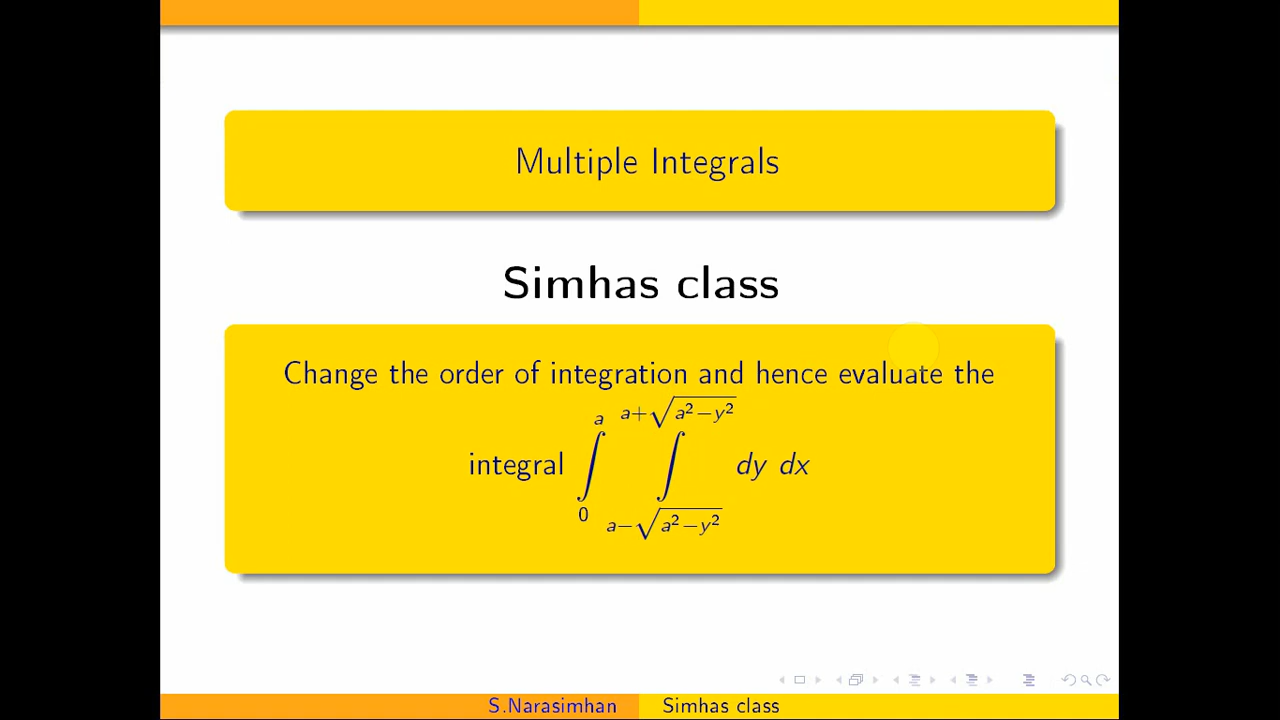 Multiple Integrals
Simhas class
Change the order of integration and hence evaluate the
integral ∫₀ᵃ ∫_{a−√(a²−y²)}^{a+√(a²−y²)} dy dx
S.Narasimhan Simhas class